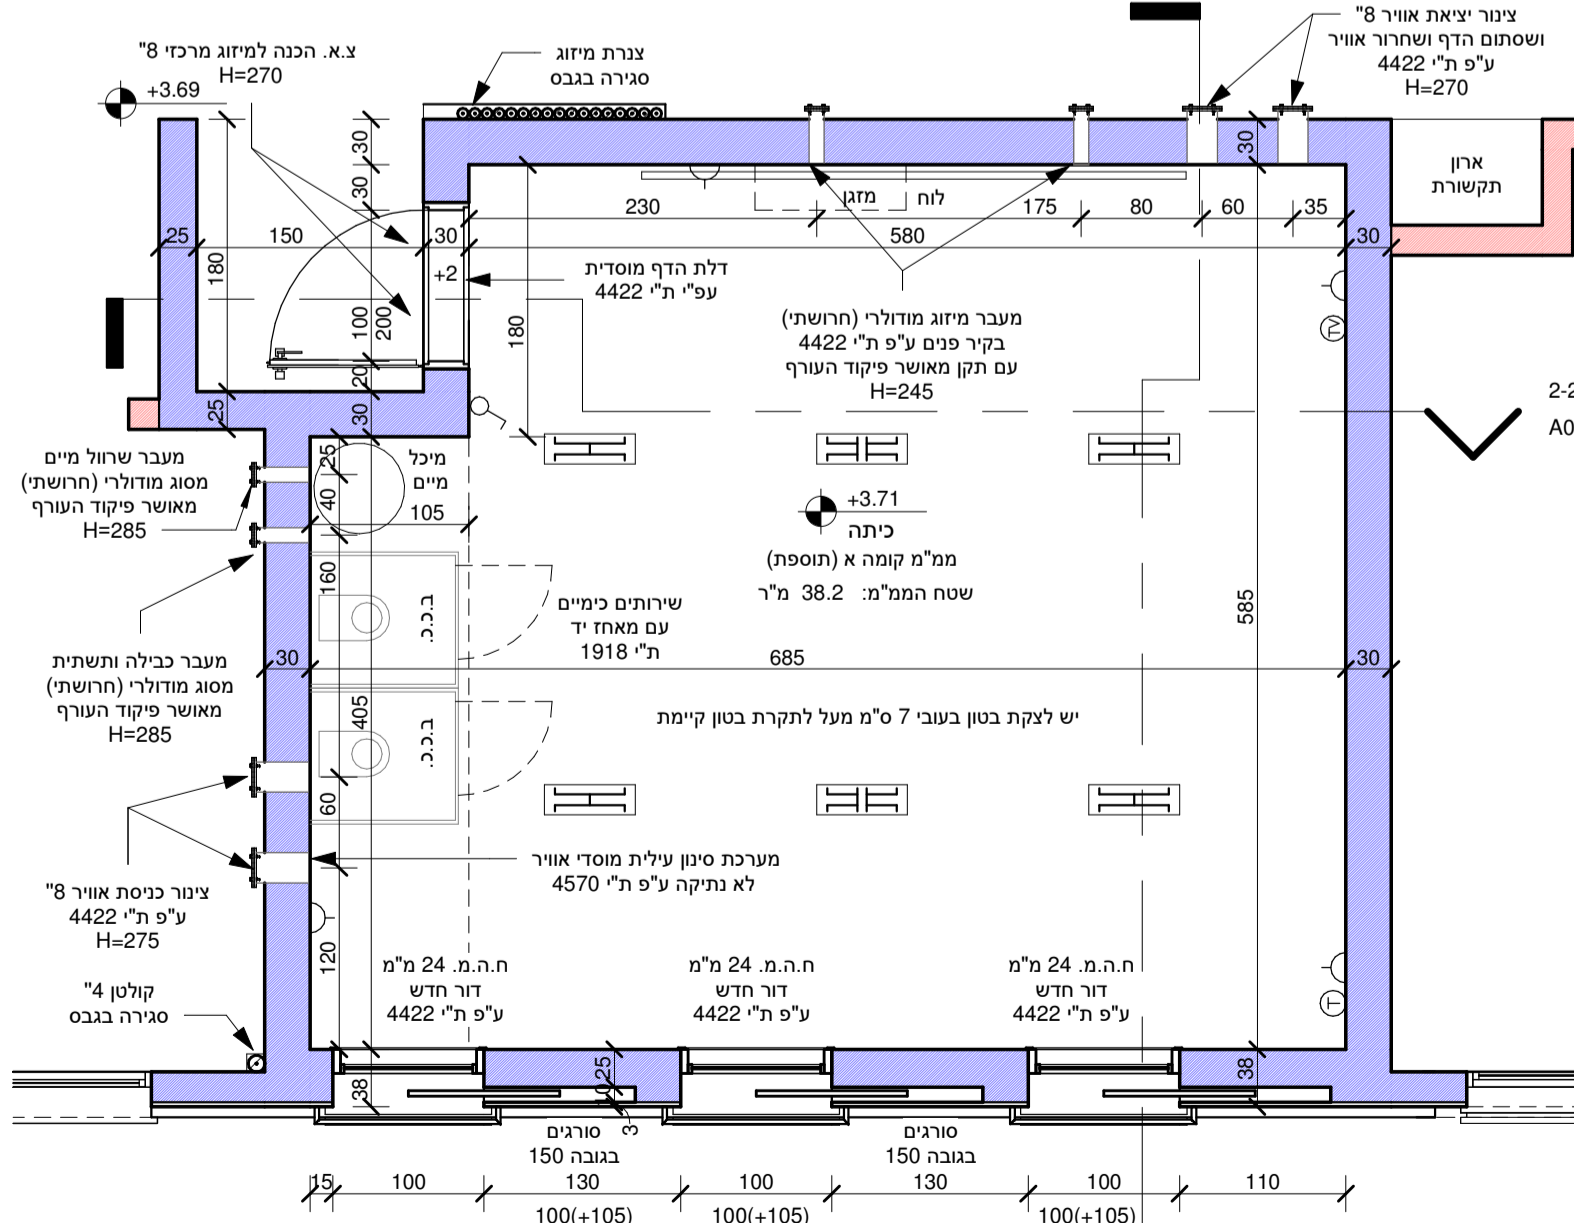 צ.א. הכנה למיזוג מרכזי 8"
H=270
צנרת מיזוג
סגירה בגבס
צינור יציאת אוויר 8"
ושסתום הדף ושחרור אוויר
ע"פ ת"י 4422
H=270
+3.69
ארון
תקשורת
30
30
30
לוח
מזגן
230
175
80
60
35
25
150
30
580
30
180
+2
דלת הדף מוסדית
עפ"י ת"י 4422
100
200
180
מעבר מיזוג מודולרי (חרושתי)
בקיר פנים ע"פ ת"י 4422
עם תקן מאושר פיקוד העורף
H=245
TV
20
25
30
2-2
A0
מעבר שרוול מיים
מסוג מודולרי (חרושתי)
מאושר פיקוד העורף
H=285
25
40
מיכל
מיים
105
+3.71
כיתה
ממ"מ קומה א (תוספת)
שטח הממ"מ: 38.2 מ"ר
160
ב.כ.כ.
שירותים כימיים
עם מאחז יד
ת"י 1918
585
מעבר כבילה ותשתית
מסוג מודולרי (חרושתי)
מאושר פיקוד העורף
H=285
30
685
30
405
ב.כ.כ.
יש לצקת בטון בעובי 7 ס"מ מעל לתקרת בטון קיימת
60
מערכת סינון עילית מוסדי אוויר
לא נתיקה ע"פ ת"י 4570
צינור כניסת אוויר 8"
ע"פ ת"י 4422
H=275
120
ח.ה.מ. 24 מ"מ
דור חדש
ע"פ ת"י 4422
ח.ה.מ. 24 מ"מ
דור חדש
ע"פ ת"י 4422
ח.ה.מ. 24 מ"מ
דור חדש
ע"פ ת"י 4422
T
קולטן 4"
סגירה בגבס
38
25
10
3
38
סורגים
בגובה 150
סורגים
בגובה 150
15
100
130
100
130
100
110
100(+105)
100(+105)
100(+105)